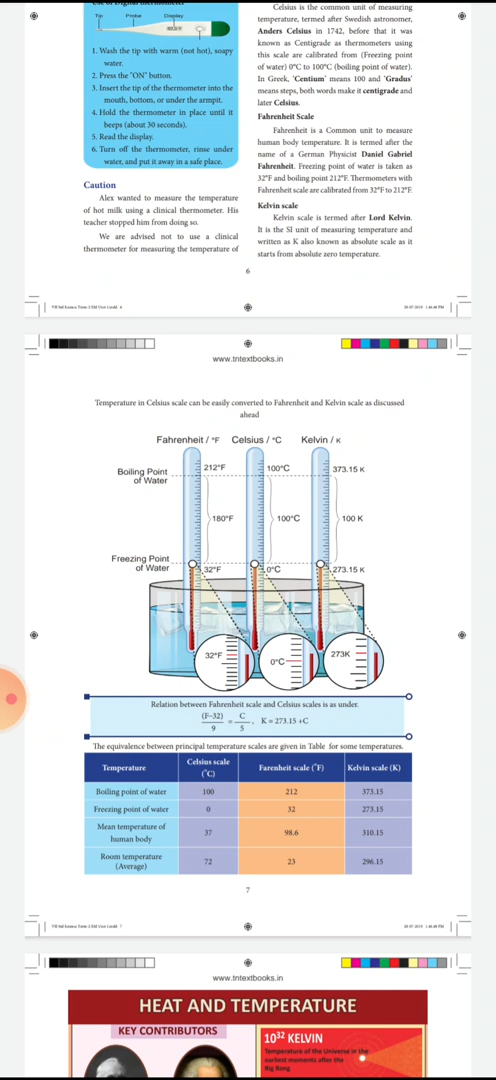 Use of Digital thermometer
Tip Probe Display
1. Wash the tip with warm (not hot), soapy
water.
2. Press the "ON" button.
3. Insert the tip of the thermometer into the
mouth, bottom, or under the armpit.
4. Hold the thermometer in place until it
beeps (about 30 seconds).
5. Read the display.
6. Turn off the thermometer, rinse under
water, and put it away in a safe place.
Caution
Alex wanted to measure the temperature
of hot milk using a clinical thermometer. His
teacher stopped him from doing so.
We are advised not to use a clinical
thermometer for measuring the temperature of
Celsius is the common unit of measuring
temperature, termed after Swedish astronomer,
Anders Celsius in 1742, before that it was
known as Centigrade as thermometers using
this scale are calibrated from (Freezing point
of water) 0°C to 100°C (boiling point of water).
In Greek, 'Centium' means 100 and 'Gradus'
means steps, both words make it centigrade and
later Celsius.
Fahrenheit Scale
Fahrenheit is a Common unit to measure
human body temperature. It is termed after the
name of a German Physicist Daniel Gabriel
Fahrenheit. Freezing point of water is taken as
32°F and boiling point 212°F. Thermometers with
Fahrenheit scale are calibrated from 32°F to 212°F.
Kelvin scale
Kelvin scale is termed after Lord Kelvin.
It is the SI unit of measuring temperature and
written as K also known as absolute scale as it
starts from absolute zero temperature.
6
www.tntextbooks.in
Temperature in Celsius scale can be easily converted to Fahrenheit and Kelvin scale as discussed
ahead
Fahrenheit / °F Celsius / °C Kelvin / K
Boiling Point
of Water
212°F 100°C 373.15 K
180°F 100°C 100 K
Freezing Point
of Water
32°F 0°C 273.15 K
32°F 0°C 273K
Relation between Fahrenheit scale and Celsius scales is as under.
(F–32)/9 = C/5, K = 273.15 +C
The equivalence between principal temperature scales are given in Table for some temperatures.
Temperature Celsius scale (°C) Farenheit scale (°F) Kelvin scale (K)
Boiling point of water 100 212 373.15
Freezing point of water 0 32 273.15
Mean temperature of human body 37 98.6 310.15
Room temperature (Average) 72 23 296.15
7
www.tntextbooks.in
HEAT AND TEMPERATURE
KEY CONTRIBUTORS
10³² KELVIN
Temperature of the Universe in the
earliest moments after the
Big Bang